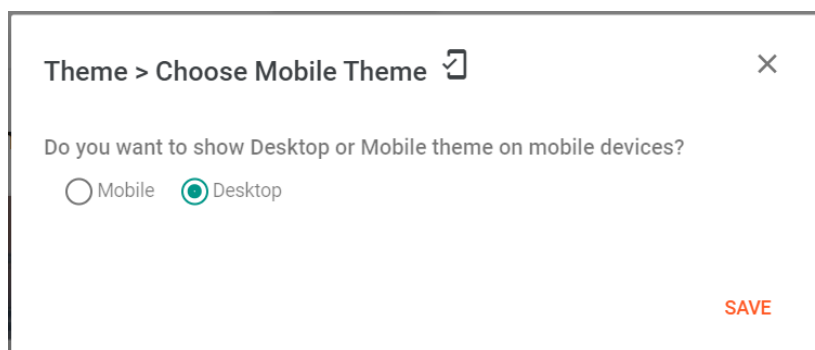 Theme > Choose Mobile Theme
Do you want to show Desktop or Mobile theme on mobile devices?
Mobile Desktop
SAVE